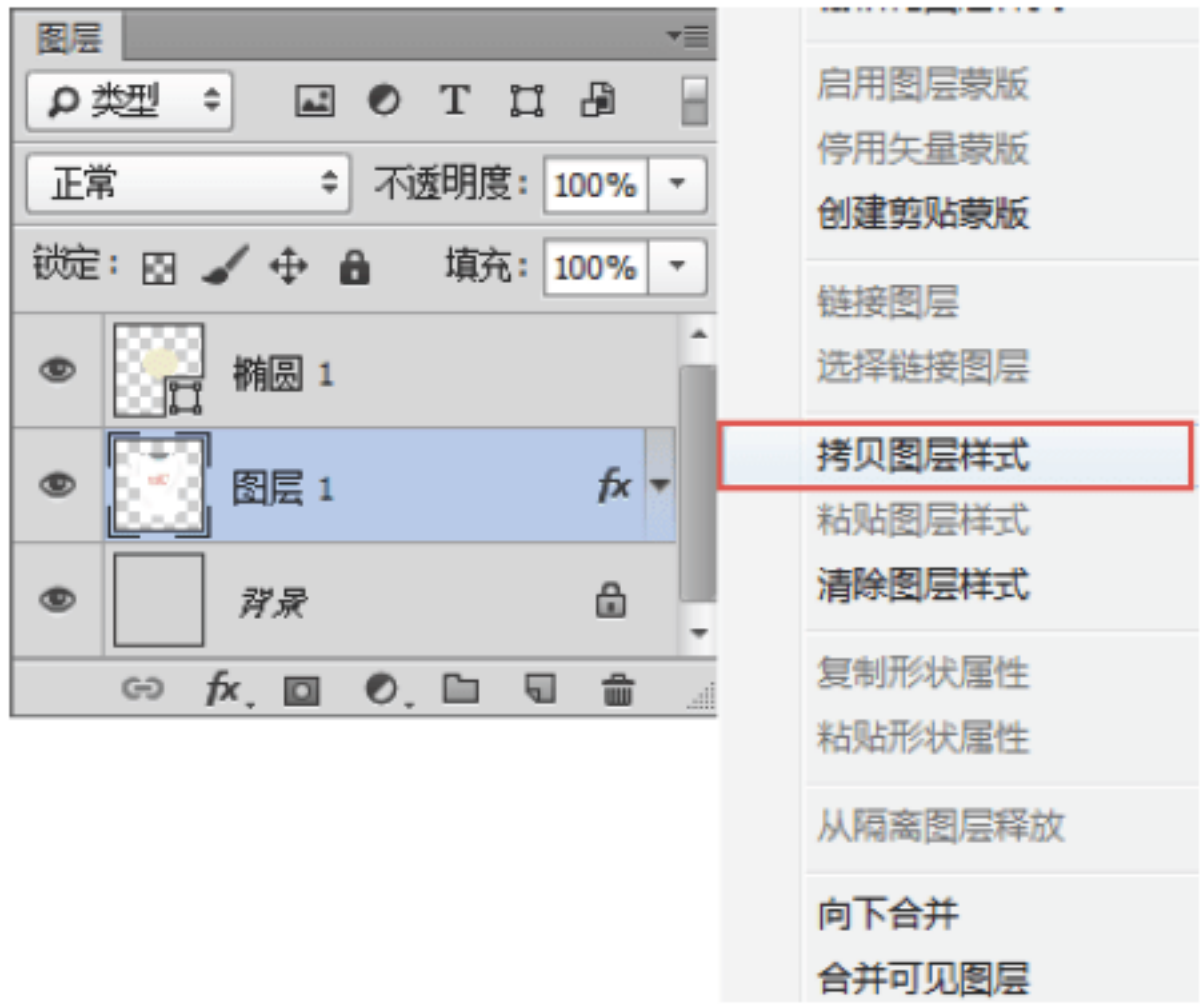 图层
类型
T
正常
不透明度：100%
锁定：
填充：100%
椭圆 1
图层 1
fx
背景
fx
启用图层蒙版
停用矢量蒙版
创建剪贴蒙版
链接图层
选择链接图层
拷贝图层样式
粘贴图层样式
清除图层样式
复制形状属性
粘贴形状属性
从隔离图层释放
向下合并
合并可见图层